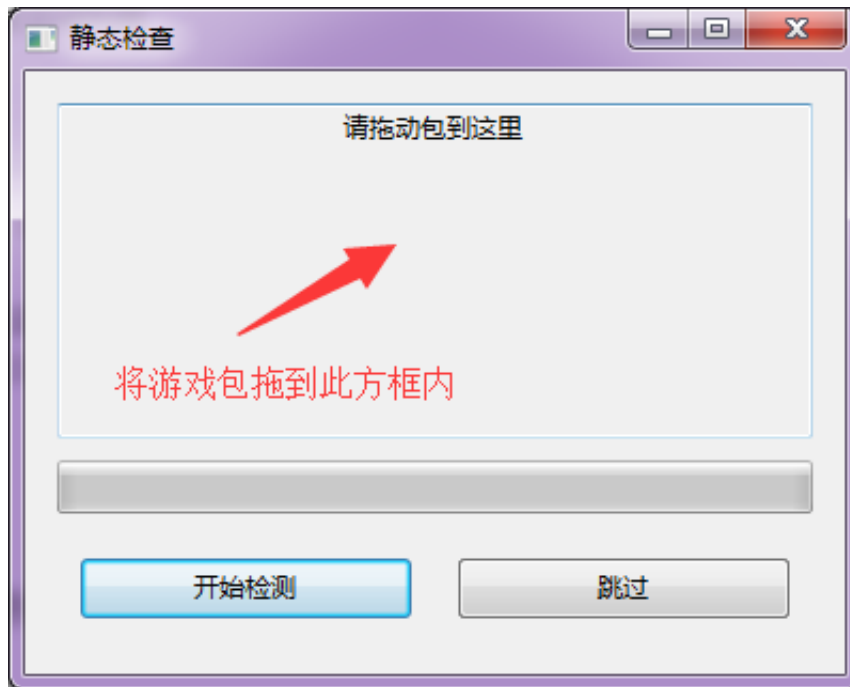 静态检查
请拖动包到这里
将游戏包拖到此方框内
开始检测
跳过